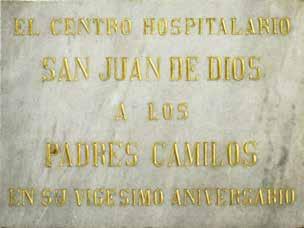 EL CENTRO HOSPITALARIO
SAN JUAN DE DIOS
A LOS
PADRES CAMILOS
EN SU VIGESIMO ANIVERSARIO